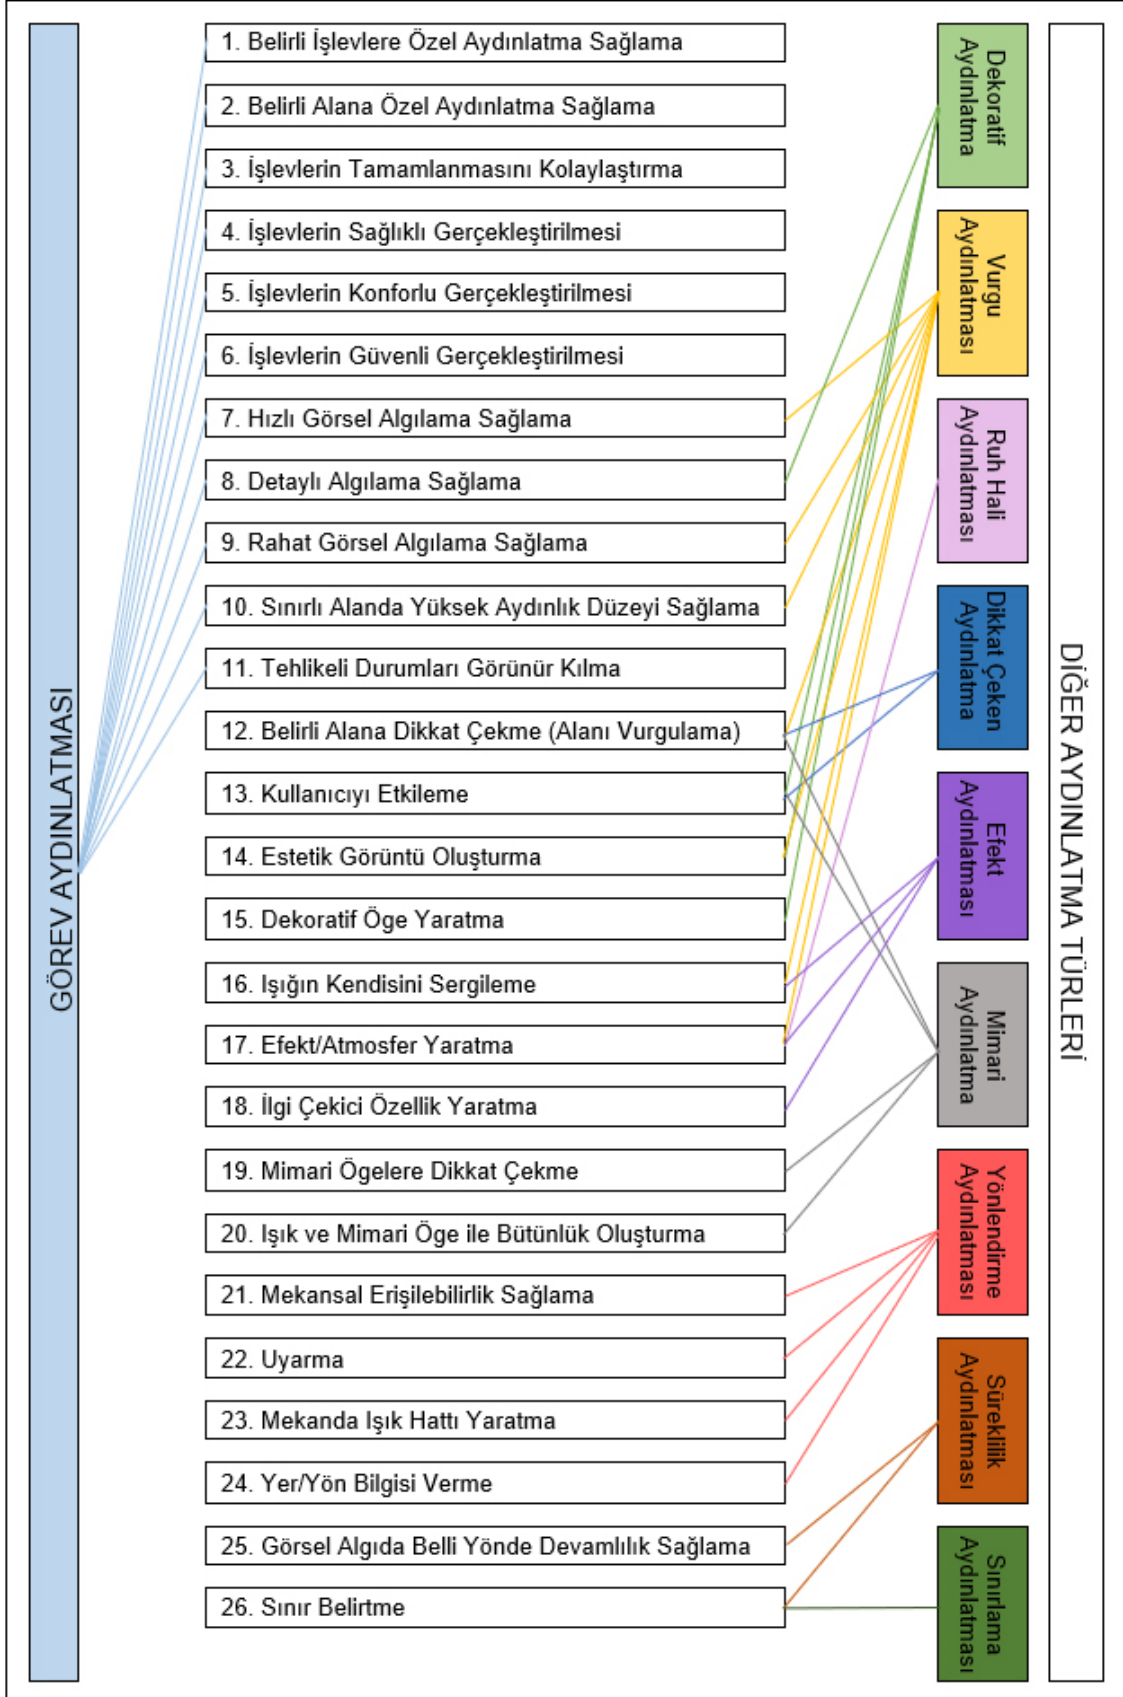 GÖREV AYDINLATMASI
1. Belirli İşlevlere Özel Aydınlatma Sağlama
2. Belirli Alana Özel Aydınlatma Sağlama
3. İşlevlerin Tamamlanmasını Kolaylaştırma
4. İşlevlerin Sağlıklı Gerçekleştirilmesi
5. İşlevlerin Konforlu Gerçekleştirilmesi
6. İşlevlerin Güvenli Gerçekleştirilmesi
7. Hızlı Görsel Algılama Sağlama
8. Detaylı Algılama Sağlama
9. Rahat Görsel Algılama Sağlama
10. Sınırlı Alanda Yüksek Aydınlık Düzeyi Sağlama
11. Tehlikeli Durumları Görünür Kılma
12. Belirli Alana Dikkat Çekme (Alanı Vurgulama)
13. Kullanıcıyı Etkileme
14. Estetik Görüntü Oluşturma
15. Dekoratif Öge Yaratma
16. Işığın Kendisini Sergileme
17. Efekt/Atmosfer Yaratma
18. İlgi Çekici Özellik Yaratma
19. Mimari Ögelere Dikkat Çekme
20. Işık ve Mimari Öge ile Bütünlük Oluşturma
21. Mekansal Erişilebilirlik Sağlama
22. Uyarma
23. Mekanda Işık Hattı Yaratma
24. Yer/Yön Bilgisi Verme
25. Görsel Algıda Belli Yönde Devamlılık Sağlama
26. Sınır Belirtme
Dekoratif
Aydınlatma
Vurgu
Aydınlatması
Ruh Hali
Aydınlatması
Dikkat Çeken
Aydınlatma
Efekt
Aydınlatması
Mimari
Aydınlatma
Yönlendirme
Aydınlatması
Süreklilik
Aydınlatması
Sınırlama
Aydınlatması
DİĞER AYDINLATMA TÜRLERİ